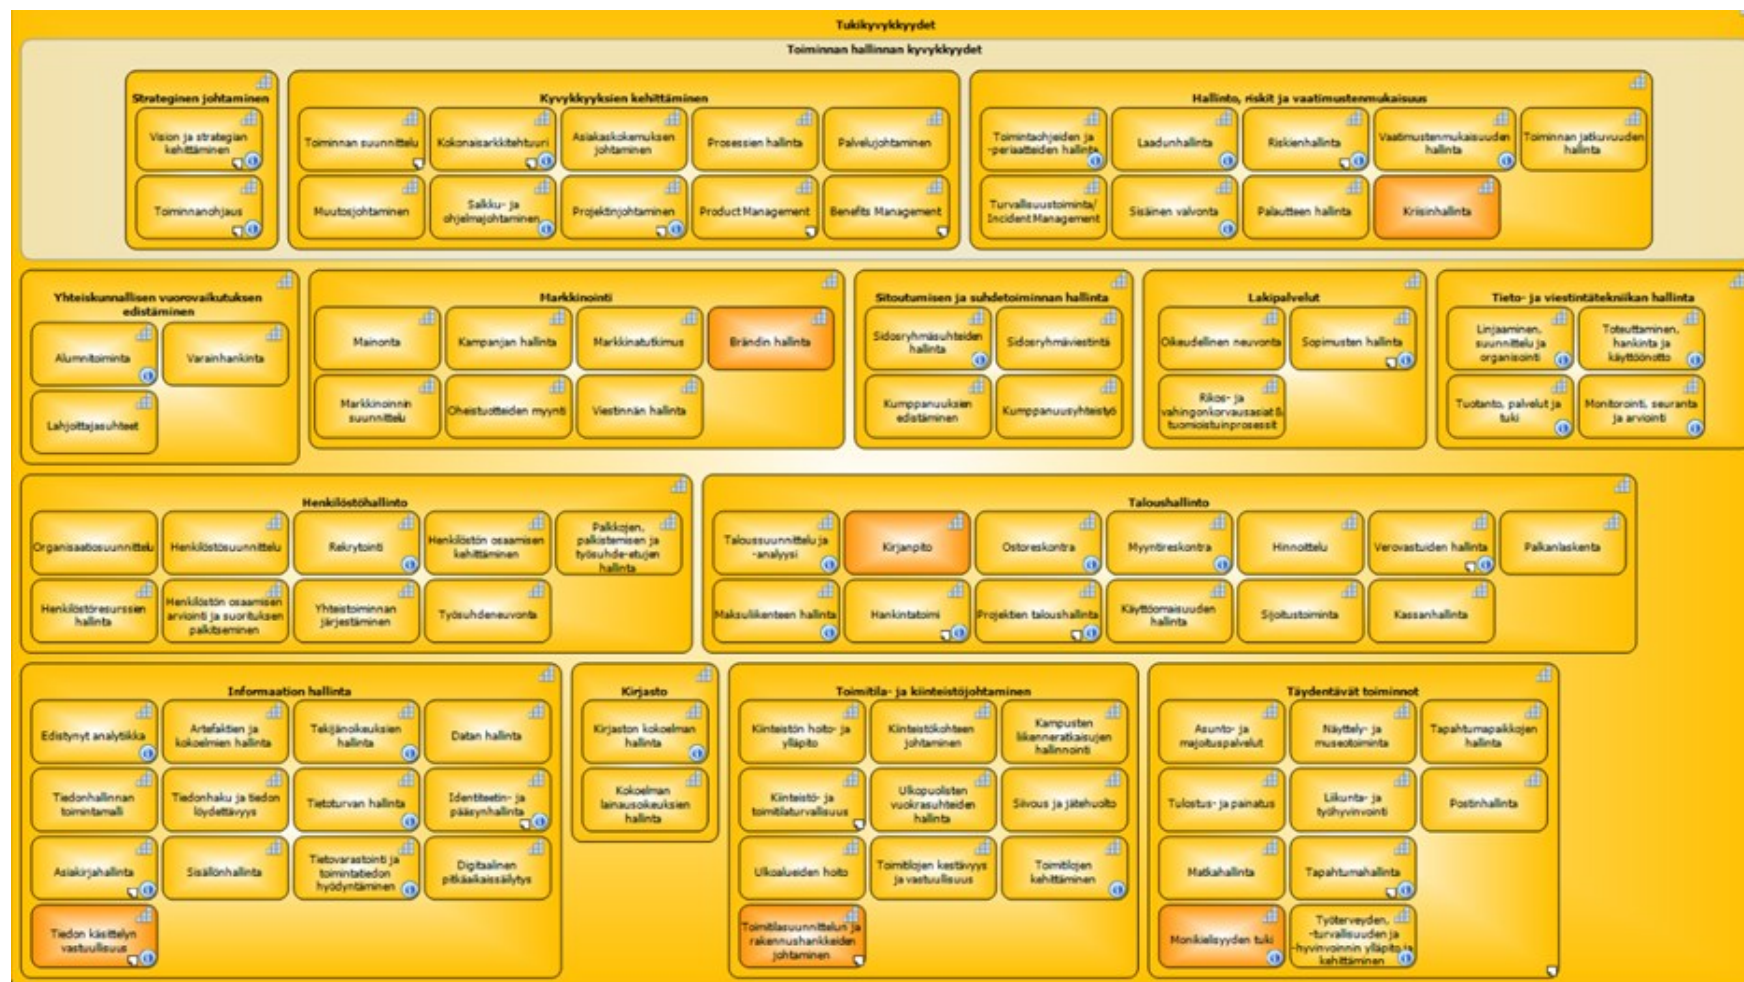 Tukikyvykkyydet
Toiminnan hallinnan kyvykkyydet
Strateginen johtaminen
Vision ja strategian
kehittäminen
Toiminnanohjaus
Kyvykkyyksien kehittäminen
Toiminnan suunnittelu
Kokonaisarkkitehtuuri
Asiakaskokemuksen
johtaminen
Prosessien hallinta
Palvelujohtaminen
Muutosjohtaminen
Salkku- ja
ohjelmajohtaminen
Projektinjohtaminen
Product Management
Benefits Management
Hallinto, riskit ja vaatimustenmukaisuus
Toimintaohjeiden ja
-periaatteiden hallinta
Laadunhallinta
Riskienhallinta
Vaatimustenmukaisuuden
hallinta
Toiminnan jatkuvuuden
hallinta
Turvallisuustoiminta/
Incident Management
Sisäinen valvonta
Palautteen hallinta
Kriisinhallinta
Yhteiskunnallisen vuorovaikutuksen
edistäminen
Alumnitoiminta
Varainhankinta
Lahjoittajasuhteet
Markkinointi
Mainonta
Kampanjan hallinta
Markkinatutkimus
Brändin hallinta
Markkinoinnin
suunnittelu
Oheistuotteiden myynti
Viestinnän hallinta
Sitoutumisen ja suhdetoiminnan hallinta
Sidosryhmäsuhteiden
hallinta
Sidosryhmäviestintä
Kumppanuuksien
edistäminen
Kumppanuusyhteistyö
Lakipalvelut
Oikeudellinen neuvonta
Sopimusten hallinta
Rikos- ja
vahingonkorvausasiat &
tuomioistuinprosessit
Tieto- ja viestintätekniikan hallinta
Linjaaminen,
suunnittelu ja
organisointi
Toteuttaminen,
hankinta ja
käyttöönotto
Tuotanto, palvelut ja
tuki
Monitorointi, seuranta
ja arviointi
Henkilöstöhallinto
Organisaatiosuunnittelu
Henkilöstösuunnittelu
Rekrytointi
Henkilöstön osaamisen
kehittäminen
Palkkojen,
palkitsemisen ja
työsuhde-etujen
hallinta
Henkilöstöresurssien
hallinta
Henkilöstön osaamisen
arviointi ja suorituksen
palkitseminen
Yhteistoiminnan
järjestäminen
Työsuhdeneuvonta
Taloushallinto
Taloussuunnittelu ja
-analyysi
Kirjanpito
Ostoreskontra
Myyntireskontra
Hinnoittelu
Verovastuiden hallinta
Palkanlaskenta
Maksuliikenteen hallinta
Hankintatoimi
Projektien taloushallinta
Käyttöomaisuuden
hallinta
Sijoitustoiminta
Kassanhallinta
Informaation hallinta
Edistynyt analytiikka
Artefaktien ja
kokoelmien hallinta
Tekijänoikeuksien
hallinta
Datan hallinta
Tiedonhallinnan
toimintamalli
Tiedonhaku ja tiedon
löydettävyys
Tietoturvan hallinta
Identiteetin- ja
pääsynhallinta
Asiakirjahallinta
Sisällönhallinta
Tietovarastointi ja
toimintatiedon
hyödyntäminen
Digitaalinen
pitkäaikaissäilytys
Tiedon käsittelyn
vastuullisuus
Kirjasto
Kirjaston kokoelman
hallinta
Kokoelman
lainausoikeuksien
hallinta
Toimitila- ja kiinteistöjohtaminen
Kiinteistön hoito- ja
ylläpito
Kiinteistökohteen
johtaminen
Kampusten
liikenneratkaisujen
hallinnointi
Kiinteistö- ja
toimitilaturvallisuus
Ulkopuolisten
vuokrasuhteiden
hallinta
Siivous ja jätehuolto
Ulkoalueiden hoito
Toimitilojen kestävyys
ja vastuullisuus
Toimitilojen
kehittäminen
Toimitilasuunnittelun ja
rakennushankkeiden
johtaminen
Täydentävät toiminnot
Asunto- ja
majoituspalvelut
Näyttely- ja
museotoiminta
Tapahtumapaikkojen
hallinta
Tulostus- ja painatus
Liikunta- ja
työhyvinvointi
Postinhallinta
Matkahallinta
Tapahtumahallinta
Monikielisyyden tuki
Työterveyden,
-turvallisuuden ja
-hyvinvoinnin ylläpito ja
kehittäminen